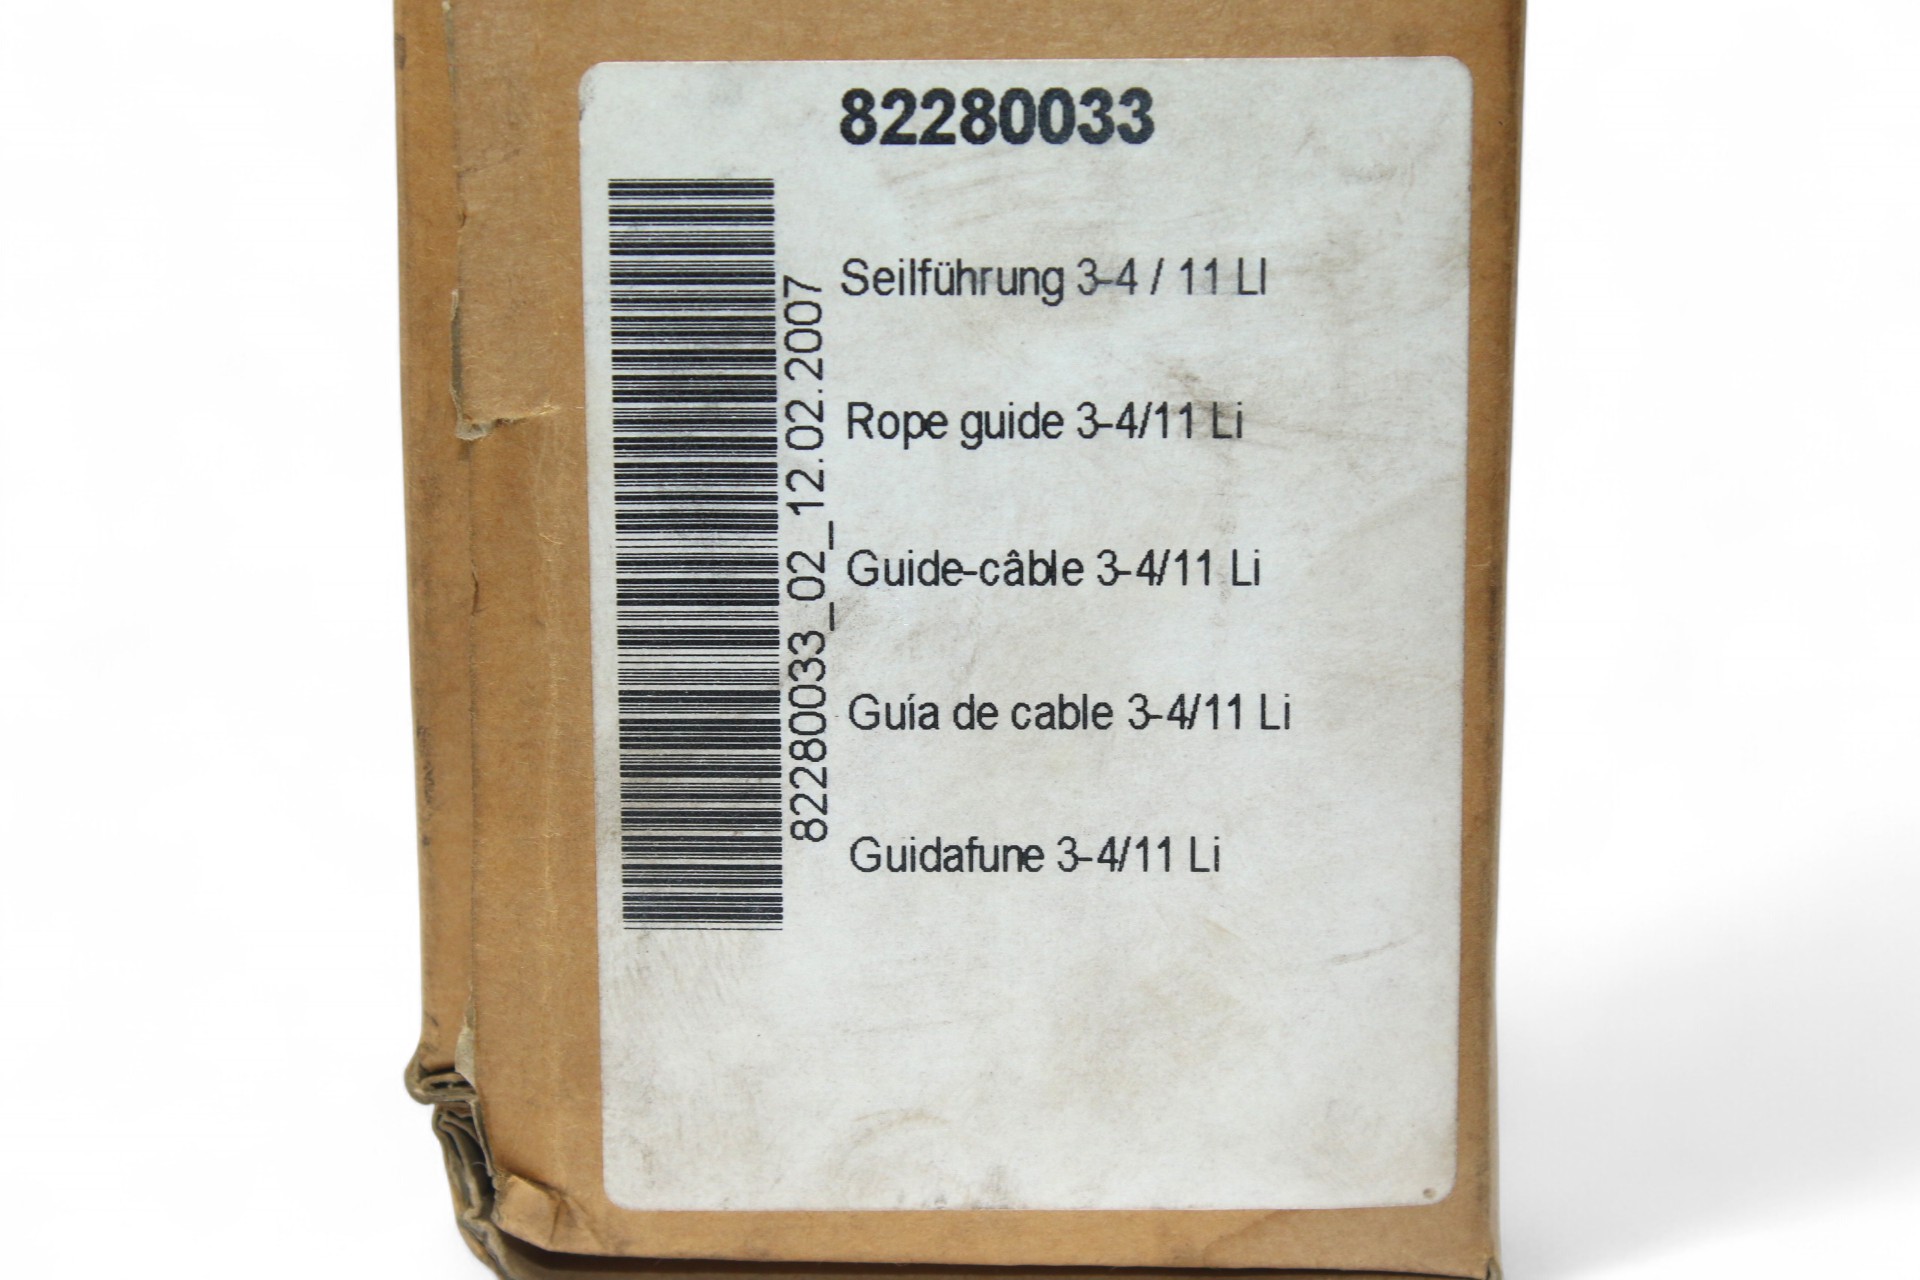 82280033
82280033_02_12.02.2007
Seilführung 3-4 / 11 LI
Rope guide 3-4/11 Li
Guide-câble 3-4/11 Li
Guía de cable 3-4/11 Li
Guidafune 3-4/11 Li